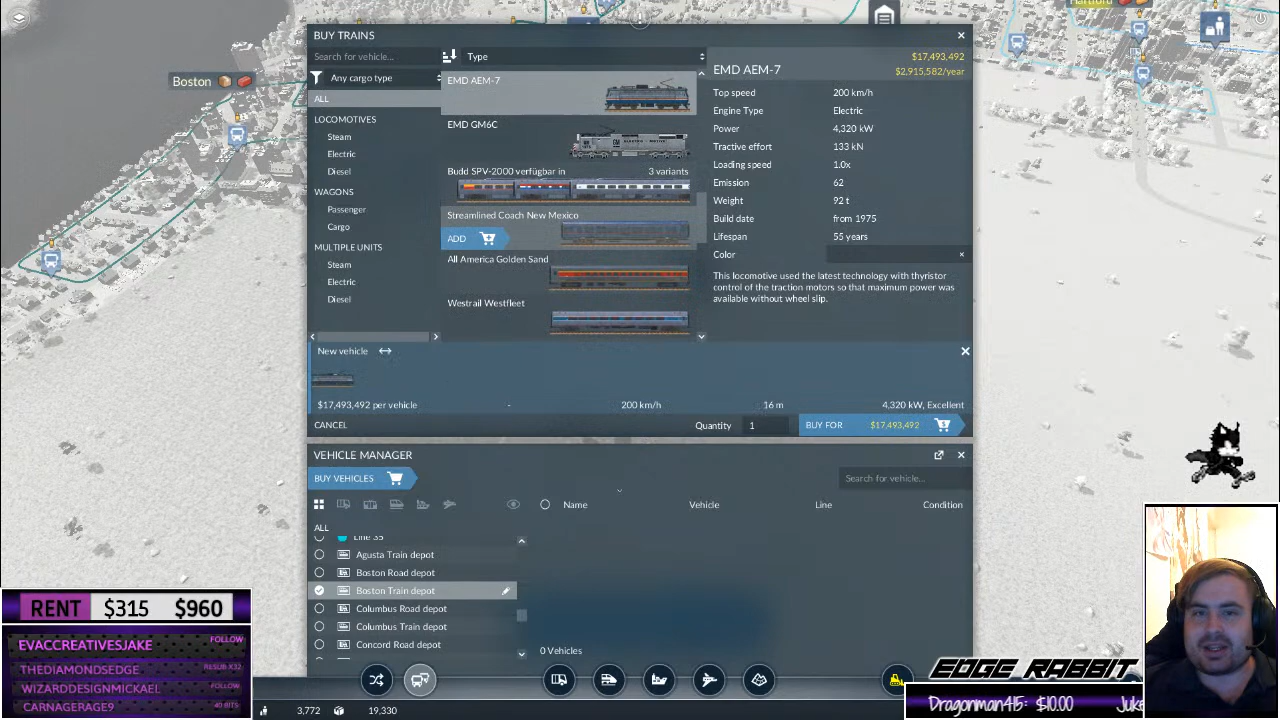 Hartford
Boston
BUY TRAINS
Search for vehicle...
Type
Any cargo type
ALL
LOCOMOTIVES
Steam
Electric
Diesel
WAGONS
Passenger
Cargo
MULTIPLE UNITS
Steam
Electric
Diesel
EMD AEM-7
EMD GM6C
Budd SPV-2000 verfügbar in 3 variants
Streamlined Coach New Mexico
ADD
All America Golden Sand
Westrail Westfleet
$17,493,492
$2,915,582/year
EMD AEM-7
Top speed 200 km/h
Engine Type Electric
Power 4,320 kW
Tractive effort 133 kN
Loading speed 1.0x
Emission 62
Weight 92 t
Build date from 1975
Lifespan 55 years
Color
This locomotive used the latest technology with thyristor
control of the traction motors so that maximum power was
available without wheel slip.
New vehicle
$17,493,492 per vehicle - 200 km/h 16 m 4,320 kW, Excellent
CANCEL Quantity 1 BUY FOR $17,493,492
VEHICLE MANAGER
BUY VEHICLES
Search for vehicle...
Name Vehicle Line Condition
ALL
Line 35
Agusta Train depot
Boston Road depot
Boston Train depot
Columbus Road depot
Columbus Train depot
Concord Road depot
0 Vehicles
RENT $315 $960
EVACCREATIVESJAKE FOLLOW
THEDIAMONDSEDGE RESUB X32
WIZARDDESIGNMICKAEL FOLLOW
CARNAGERAGE9 40 BITS
3,772 19,330
EDGE RABBIT
Dragonman415: $10.00 Juke